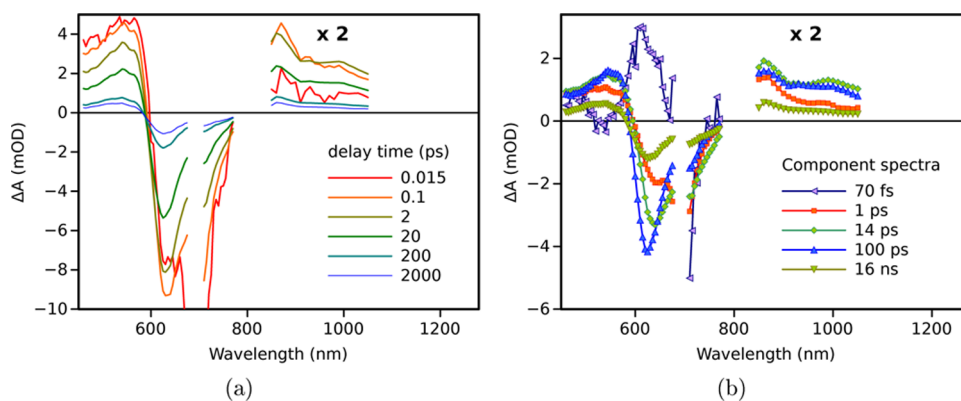 x 2
4
2
0
−2
−4
−6
−8
−10
ΔA (mOD)
delay time (ps)
0.015
0.1
2
20
200
2000
600 800 1000 1200
Wavelength (nm)
(a)
x 2
2
0
−2
−4
−6
ΔA (mOD)
Component spectra
70 fs
1 ps
14 ps
100 ps
16 ns
600 800 1000 1200
Wavelength (nm)
(b)